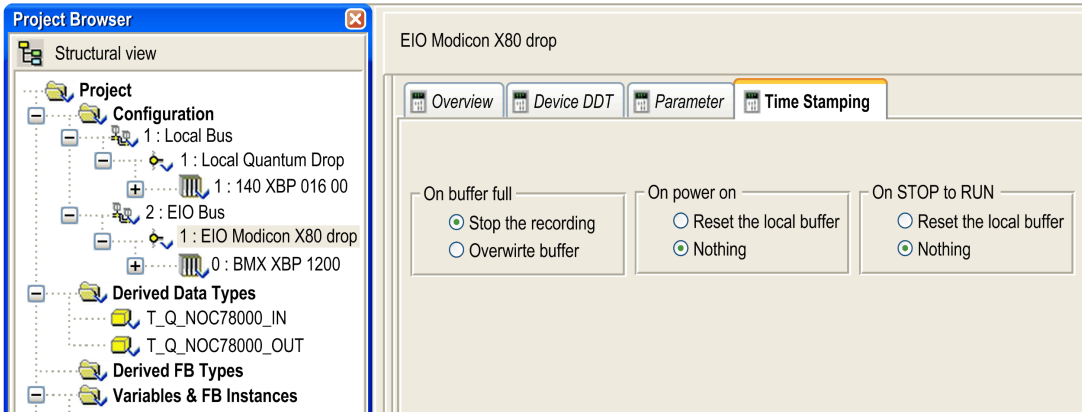 Project Browser
Structural view
Project
Configuration
1 : Local Bus
1 : Local Quantum Drop
1 : 140 XBP 016 00
2 : EIO Bus
1 : EIO Modicon X80 drop
0 : BMX XBP 1200
Derived Data Types
T_Q_NOC78000_IN
T_Q_NOC78000_OUT
Derived FB Types
Variables & FB Instances
EIO Modicon X80 drop
Overview Device DDT Parameter Time Stamping
On buffer full
Stop the recording
Overwirte buffer
On power on
Reset the local buffer
Nothing
On STOP to RUN
Reset the local buffer
Nothing